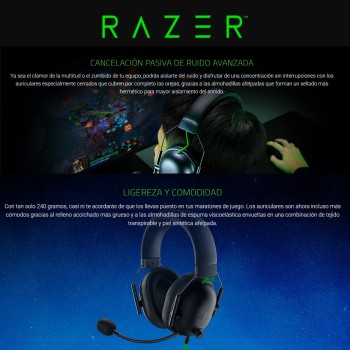 RAZER™
CANCELACIÓN PASIVA DE RUIDO AVANZADA
Ya sea el clamor de la multitud o el zumbido de tu equipo, podrás aislarte del ruido y disfrutar de una concentración sin interrupciones con los
auriculares especialmente cerrados que cubren por completo las orejas, gracias a las almohadillas afelpadas que forman un sellado más
hermético para mayor aislamiento del sonido.
LIGEREZA Y COMODIDAD
Con tan solo 240 gramos, casi ni te acordarás de que los llevas puesto en tus maratones de juego. Los auriculares son ahora incluso más
cómodos gracias al relleno acolchado más grueso y a las almohadillas de espuma viscoelástica envueltas en una combinación de tejido
transpirable y piel sintética afelpada.